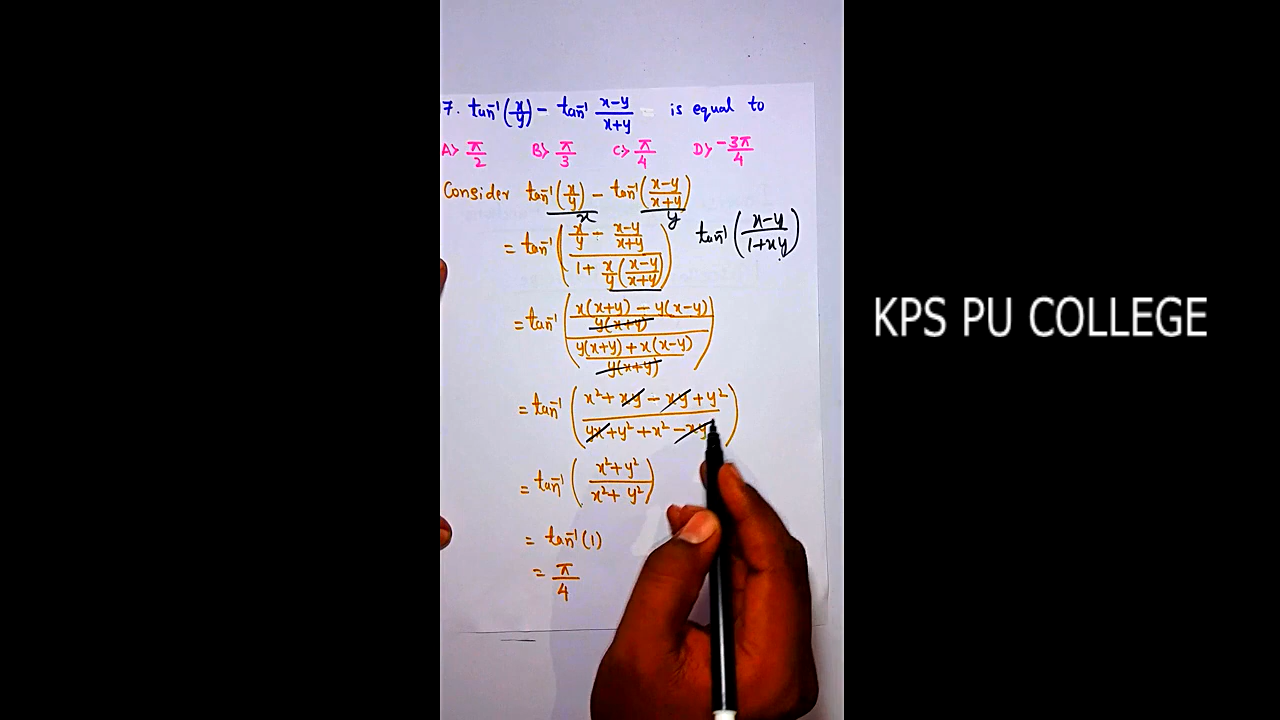 7. tan⁻¹(x/y) - tan⁻¹ x-y/x+y is equal to
A> π/2 B> π/3 C> π/4 D> -3π/4
Consider tan⁻¹(x/y) - tan⁻¹(x-y/x+y)
x y
= tan⁻¹(x/y - x-y/x+y / 1+ x/y(x-y/x+y)) tan⁻¹(x-y/1+xy)
= tan⁻¹(x(x+y) - y(x-y)/y(x+y) / y(x+y) + x(x-y)/y(x+y))
= tan⁻¹(x²+xy-xy+y²/yx+y²+x²-xy)
= tan⁻¹(x²+y²/x²+y²)
= tan⁻¹(1)
= π/4
KPS PU COLLEGE